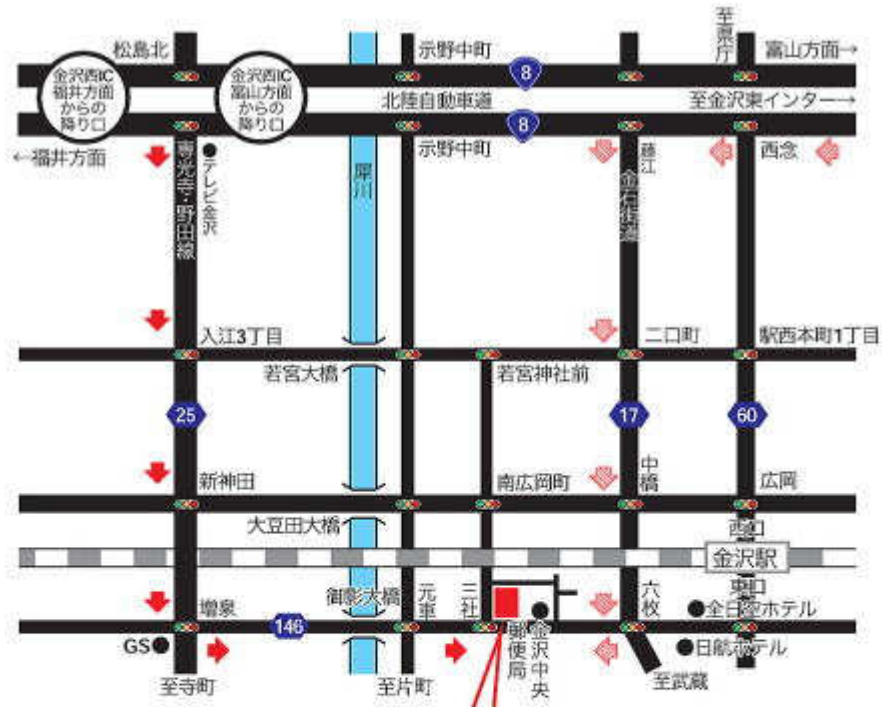 松島北
示野中町
至県庁
富山方面→
金沢西IC
福井方面
からの
降り口
金沢西IC
富山方面
からの
降り口
8
北陸自動車道
至金沢東インター→
8
←福井方面
専光寺・野田線
テレビ金沢
犀川
示野中町
藤江
金石街道
西念
入江3丁目
二口町
駅西本町1丁目
若宮大橋
若宮神社前
25
17
60
新神田
南広岡町
中橋
広岡
大豆田大橋
西口
金沢駅
東口
増泉
146
御影大橋
元車
三社
六枚
全日空ホテル
GS
金沢中央
郵便局
日航ホテル
至寺町
至片町
至武蔵